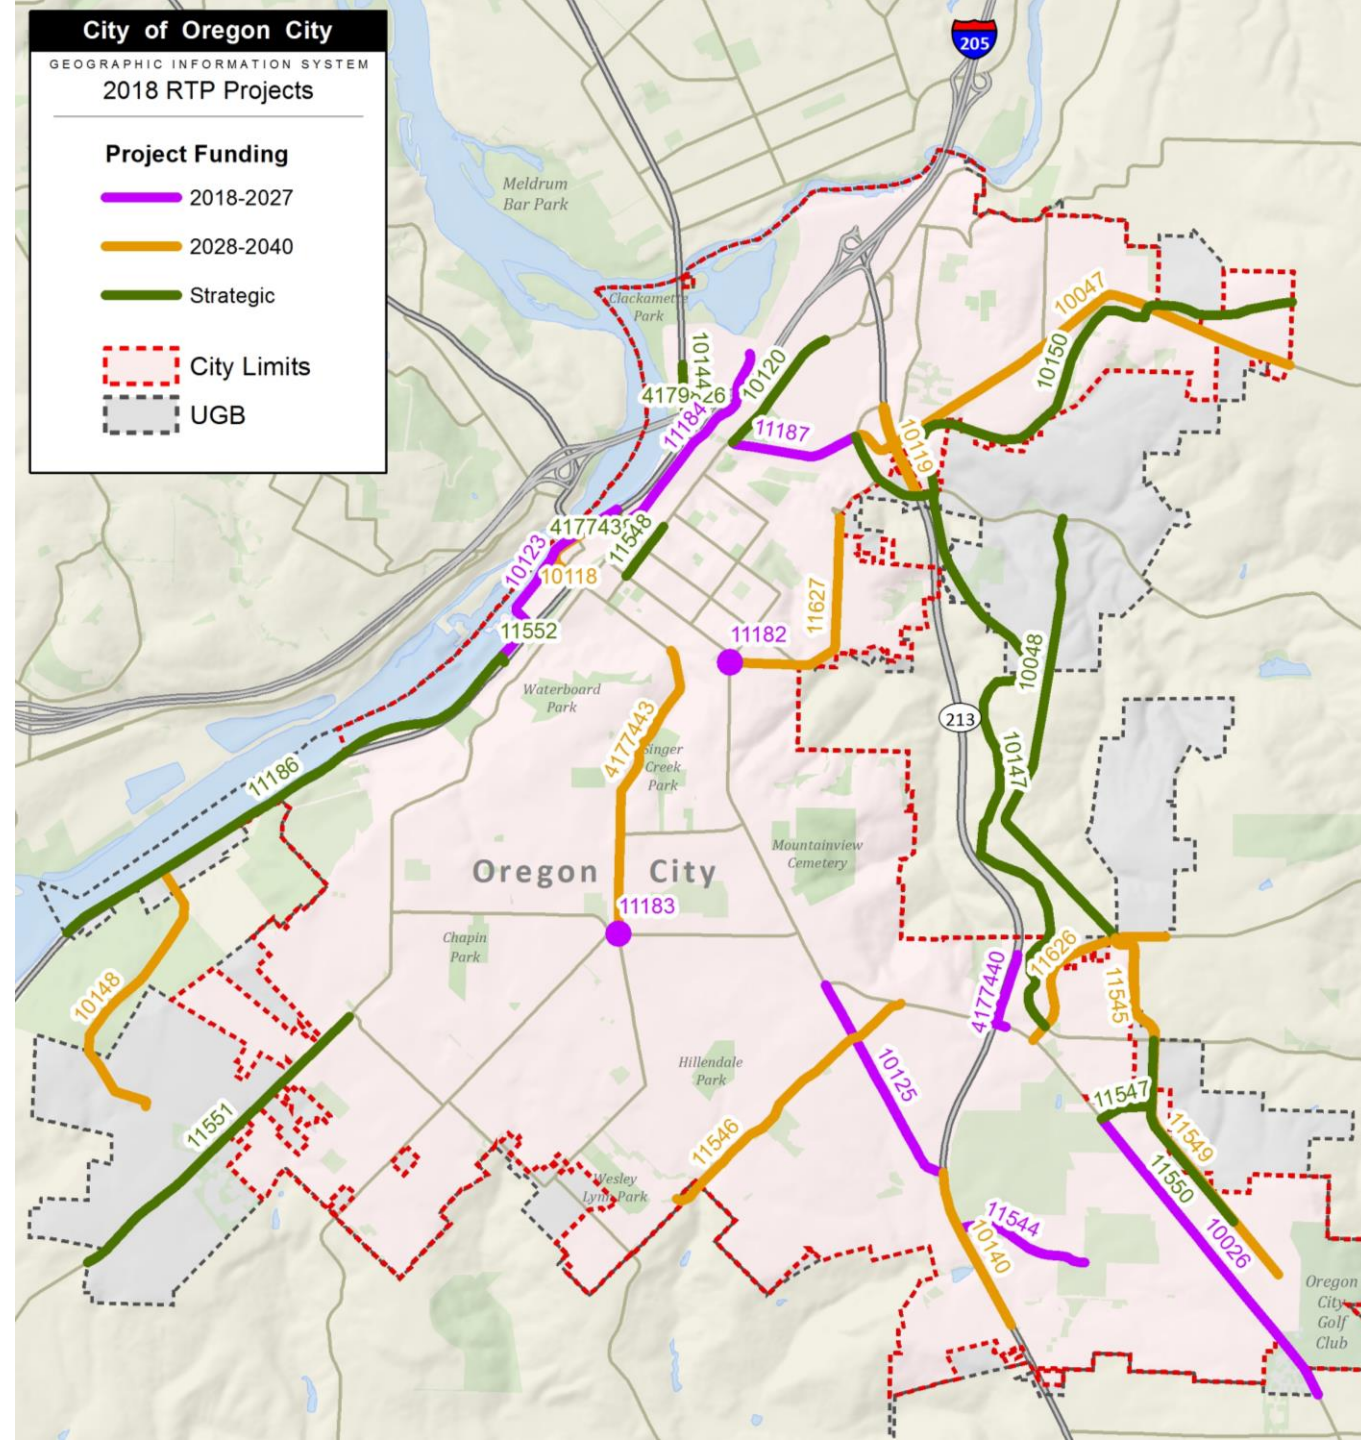 City of Oregon City
GEOGRAPHIC INFORMATION SYSTEM
2018 RTP Projects
Project Funding
2018-2027
2028-2040
Strategic
City Limits
UGB
205
Meldrum
Bar Park
Clackamette
Park
10144
11184
10120
11187
10047
10150
10119
10123
11548
10118
11552
11627
11182
10048
Waterboard
Park
213
4177443
Singer
Creek
Park
10147
11186
Mountainview
Cemetery
Oregon City
11183
Chapin
Park
4177440
11626
11545
10148
Hillendale
Park
10125
11547
11551
11546
11549
11550
Wesley
Lynn Park
11544
10140
10026
Oregon
City
Golf
Club